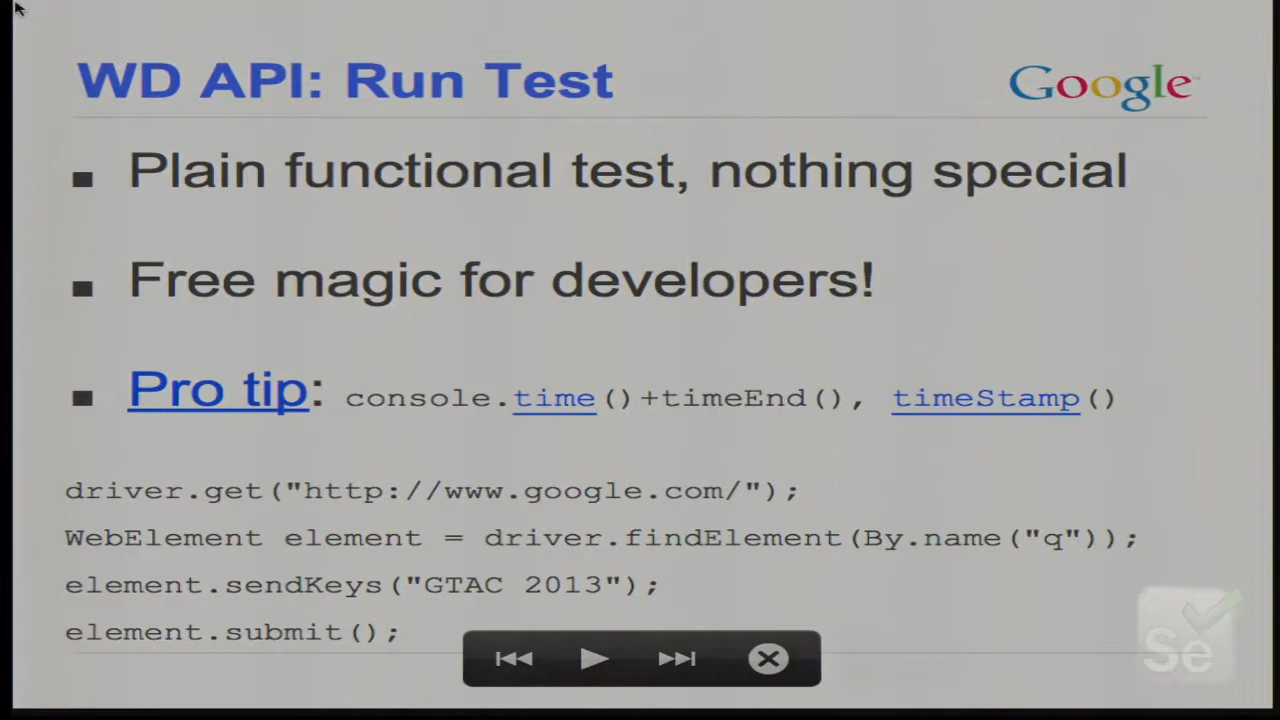 WD API: Run Test
Google
Plain functional test, nothing special
Free magic for developers!
Pro tip: console.time()+timeEnd(), timeStamp()
driver.get("http://www.google.com/");
WebElement element = driver.findElement(By.name("q"));
element.sendKeys("GTAC 2013");
element.submit();
Se